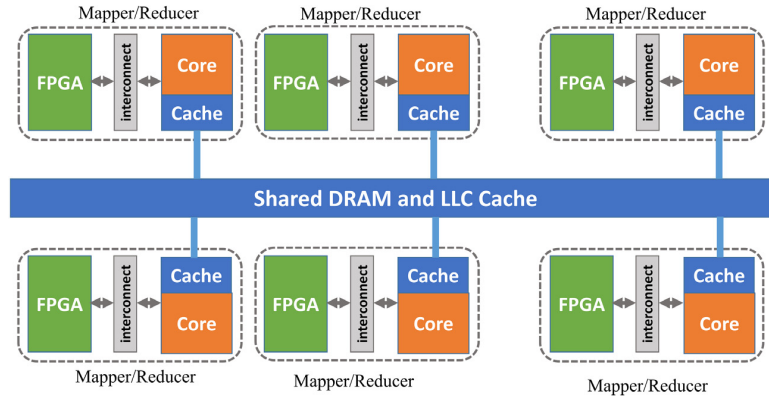 Mapper/Reducer
Mapper/Reducer
Mapper/Reducer
FPGA
interconnect
Core
Cache
FPGA
interconnect
Core
Cache
FPGA
interconnect
Core
Cache
Shared DRAM and LLC Cache
FPGA
interconnect
Cache
Core
FPGA
interconnect
Cache
Core
FPGA
interconnect
Cache
Core
Mapper/Reducer
Mapper/Reducer
Mapper/Reducer